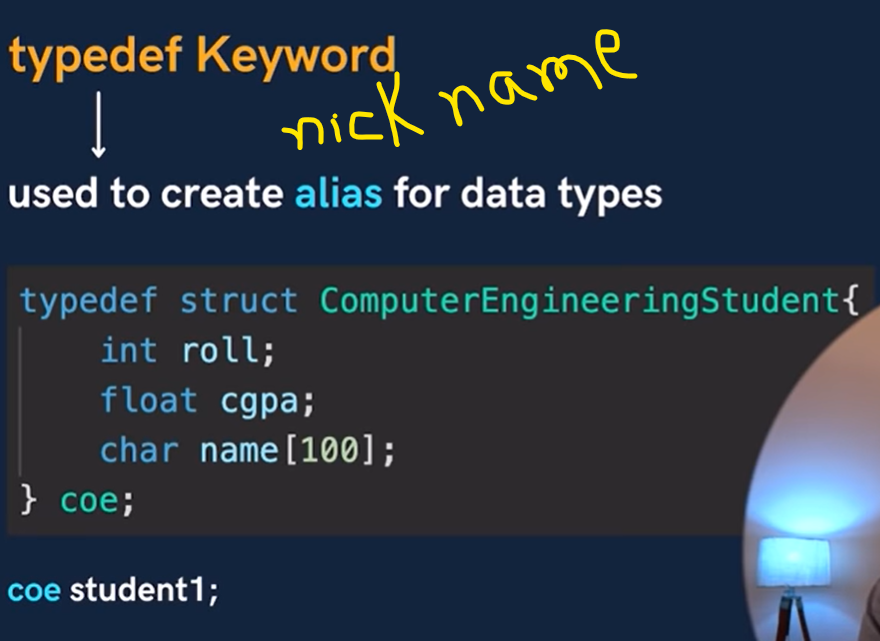 typedef Keyword
nick name
used to create alias for data types
typedef struct ComputerEngineeringStudent{
    int roll;
    float cgpa;
    char name[100];
} coe;
coe student1;